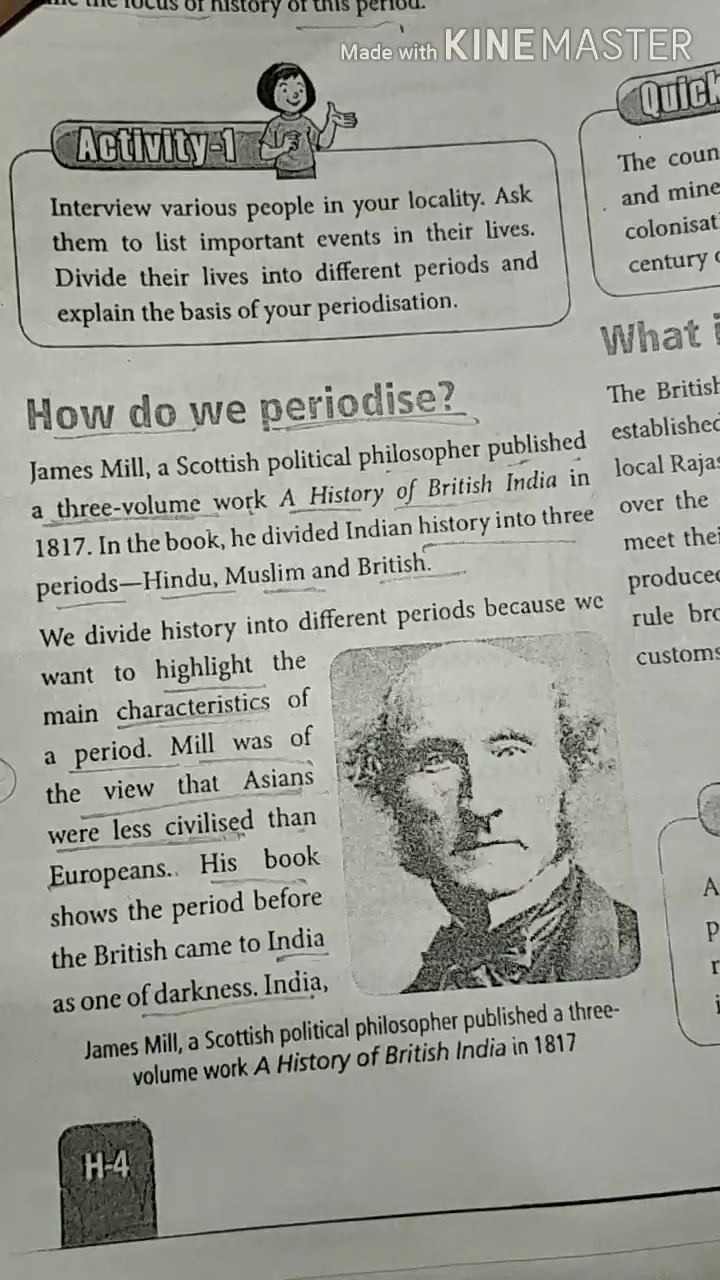 the focus of history of this period.
Made with KINEMASTER
Activity-1
Interview various people in your locality. Ask
them to list important events in their lives.
Divide their lives into different periods and
explain the basis of your periodisation.
How do we periodise?
James Mill, a Scottish political philosopher published
a three-volume work A History of British India in
1817. In the book, he divided Indian history into three
periods—Hindu, Muslim and British.
We divide history into different periods because we
want to highlight the
main characteristics of
a period. Mill was of
the view that Asians
were less civilised than
Europeans. His book
shows the period before
the British came to India
as one of darkness. India,
James Mill, a Scottish political philosopher published a three-
volume work A History of British India in 1817
H-4
Quick
The coun
and mine
colonisat
century
What i
The British
established
local Rajas
over the
meet thei
produced
rule bro
customs